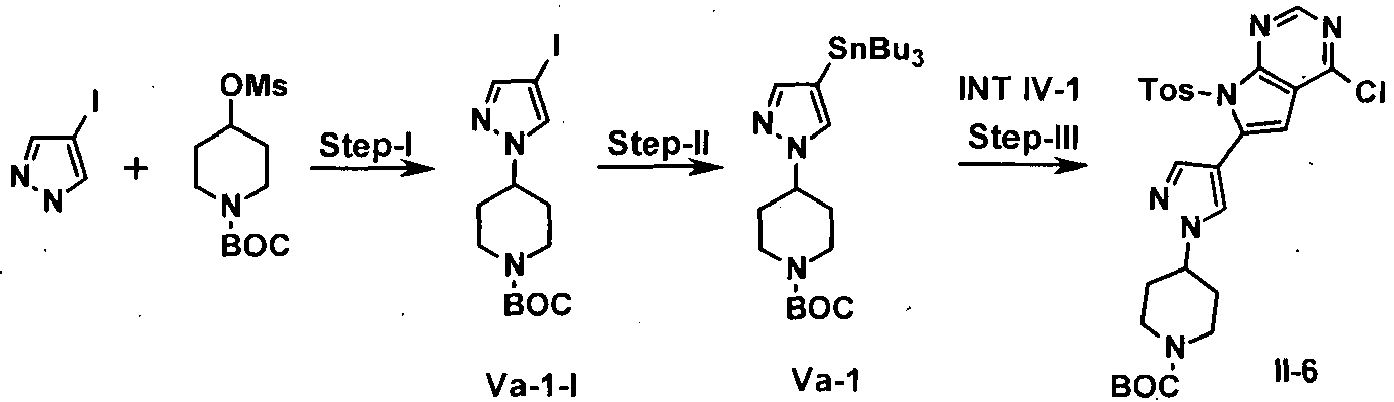 I
OMs
N
N
+
N
BOC
Step-I
I
N
N
N
BOC
Va-1-I
Step-II
SnBu3
N
N
N
BOC
Va-1
INT IV-1
Step-III
N
N
Tos-N
Cl
N
N
N
BOC
II-6